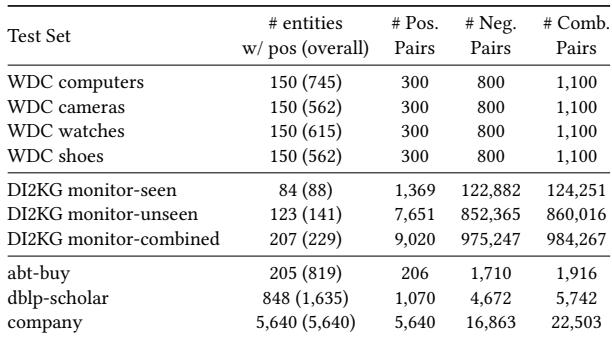 Test Set # entities w/ pos (overall) # Pos. Pairs # Neg. Pairs # Comb. Pairs
WDC computers 150 (745) 300 800 1,100
WDC cameras 150 (562) 300 800 1,100
WDC watches 150 (615) 300 800 1,100
WDC shoes 150 (562) 300 800 1,100
DI2KG monitor-seen 84 (88) 1,369 122,882 124,251
DI2KG monitor-unseen 123 (141) 7,651 852,365 860,016
DI2KG monitor-combined 207 (229) 9,020 975,247 984,267
abt-buy 205 (819) 206 1,710 1,916
dblp-scholar 848 (1,635) 1,070 4,672 5,742
company 5,640 (5,640) 5,640 16,863 22,503